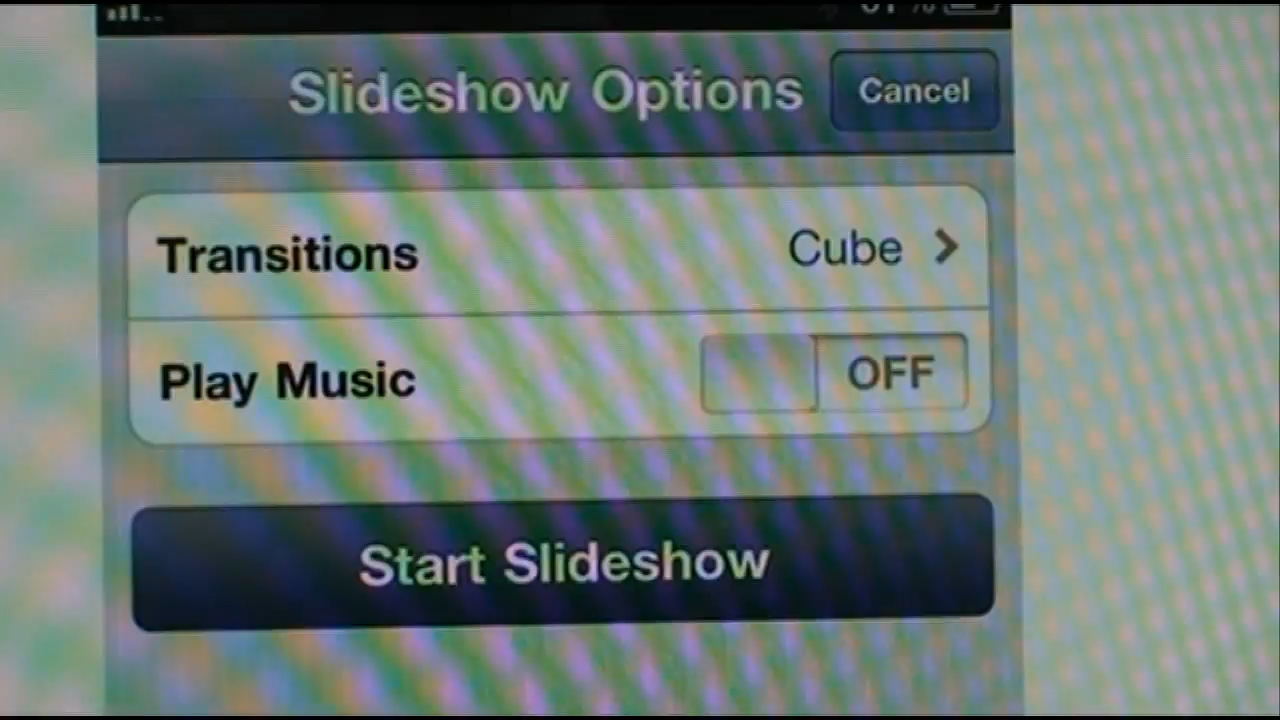 Slideshow Options
Cancel
Transitions
Cube
Play Music
OFF
Start Slideshow